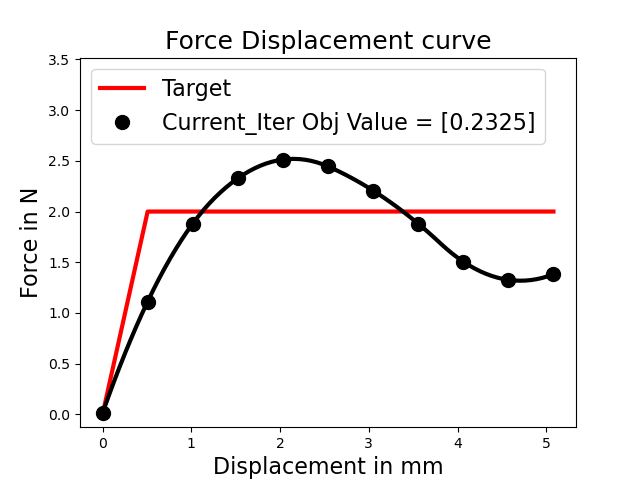 Force Displacement curve
Target
Current_Iter Obj Value = [0.2325]
Force in N
3.5
3.0
2.5
2.0
1.5
1.0
0.5
0.0
0 1 2 3 4 5
Displacement in mm